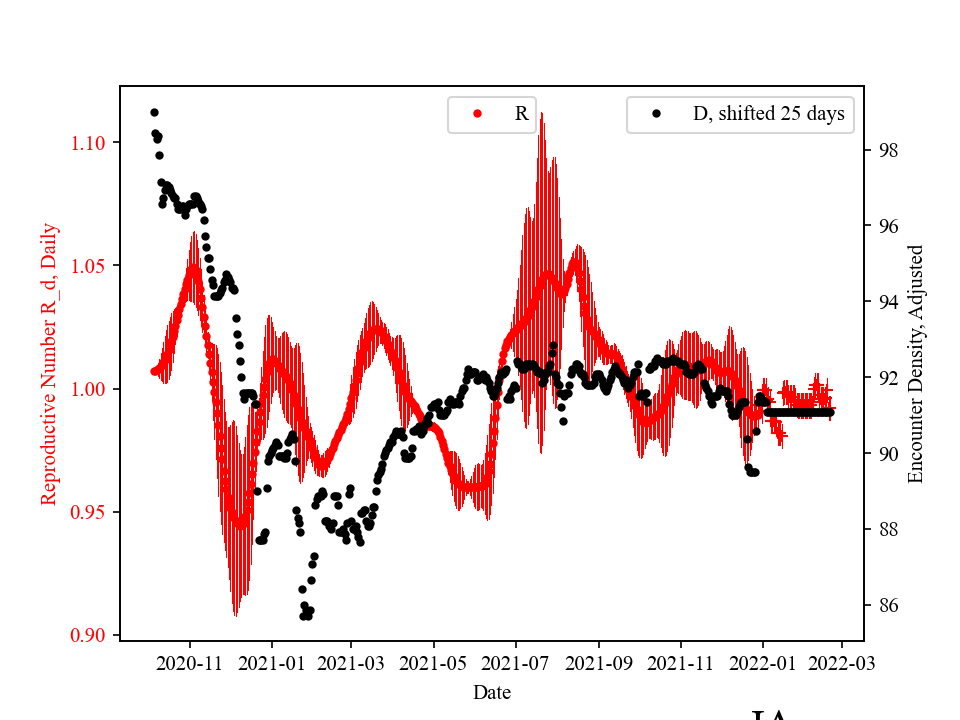 R
D, shifted 25 days
1.10
1.05
1.00
0.95
0.90
Reproductive Number R_d, Daily
98
96
94
92
90
88
86
Encounter Density, Adjusted
2020-11 2021-01 2021-03 2021-05 2021-07 2021-09 2021-11 2022-01 2022-03
Date